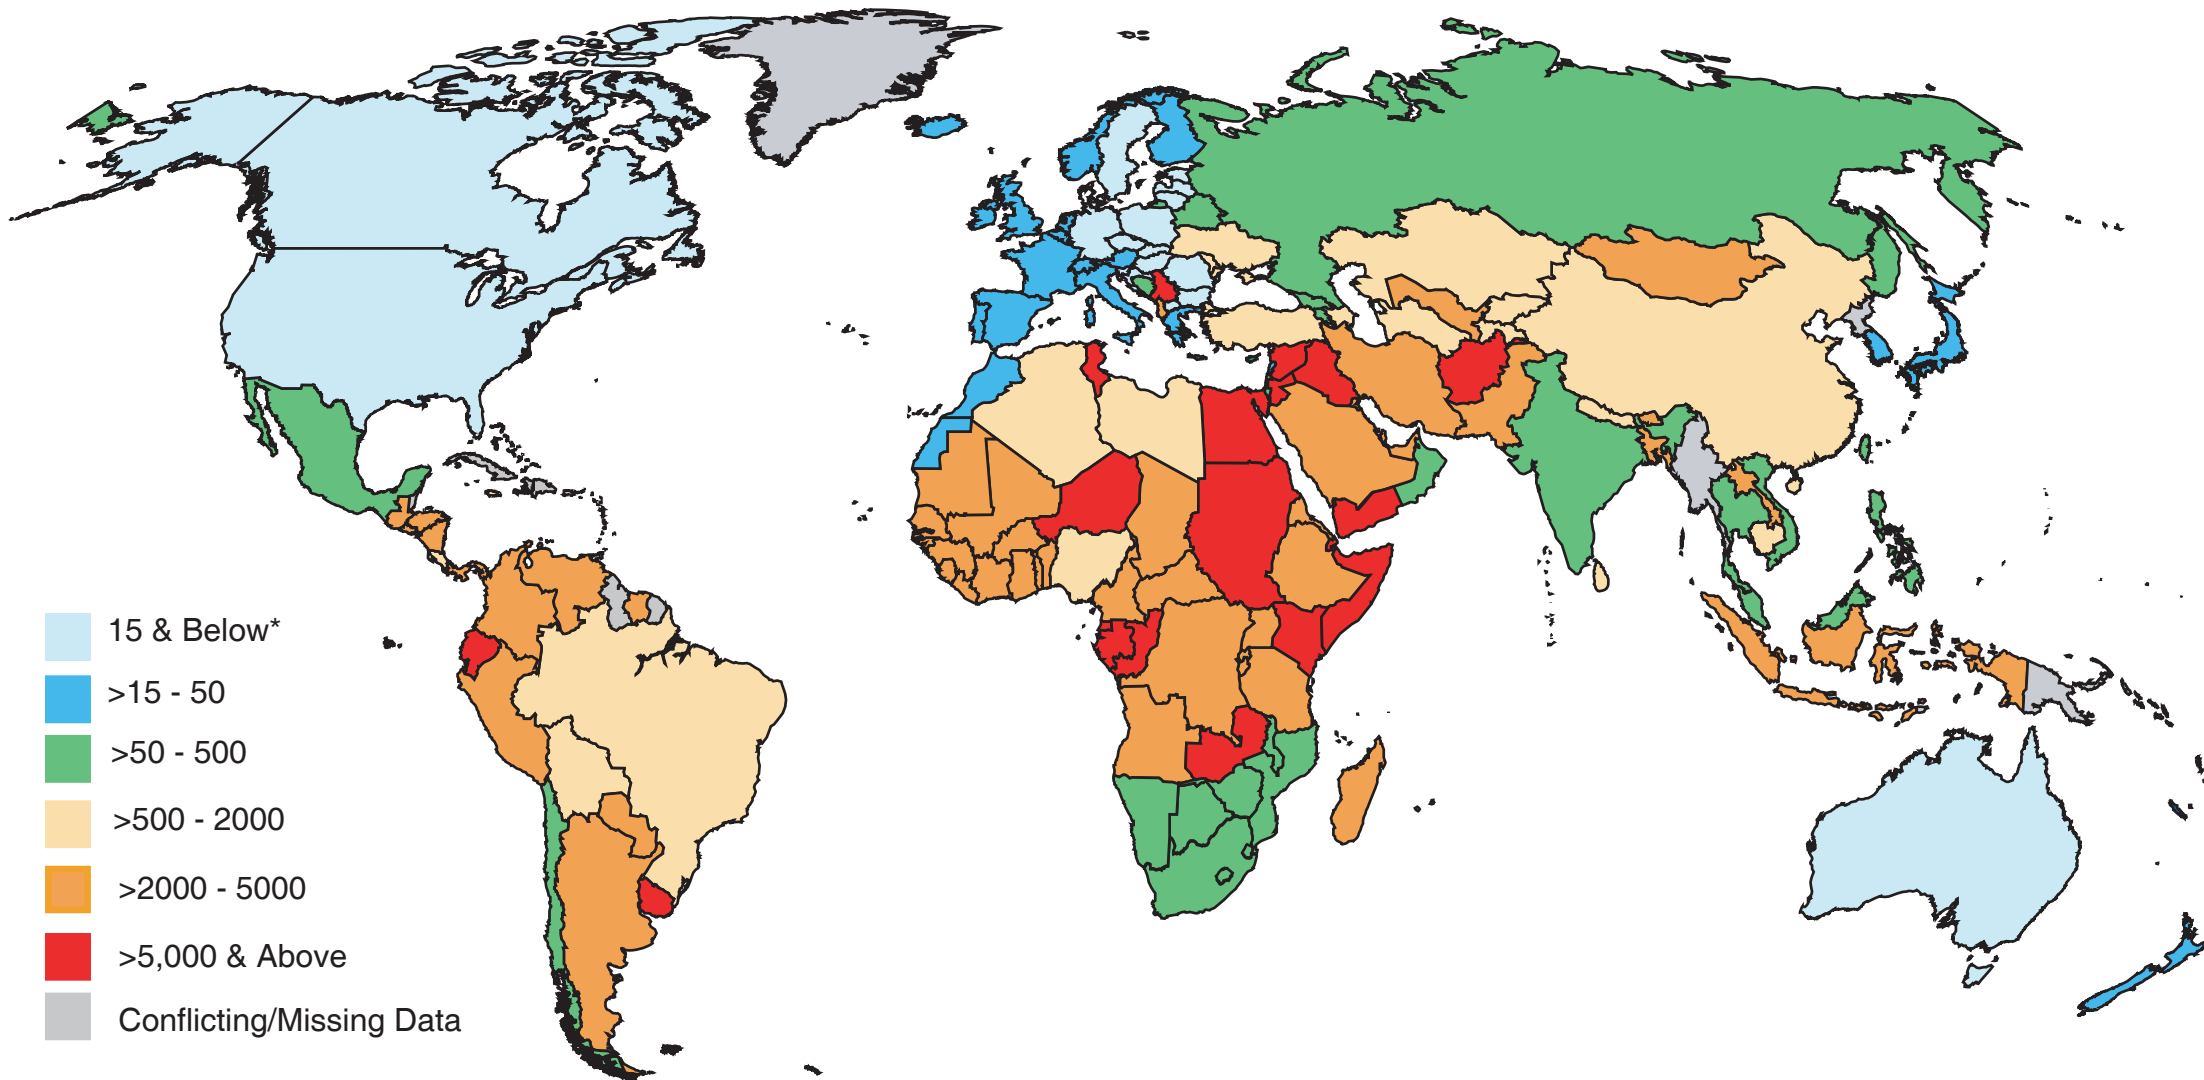 15 & Below*
>15 - 50
>50 - 500
>500 - 2000
>2000 - 5000
>5,000 & Above
Conflicting/Missing Data